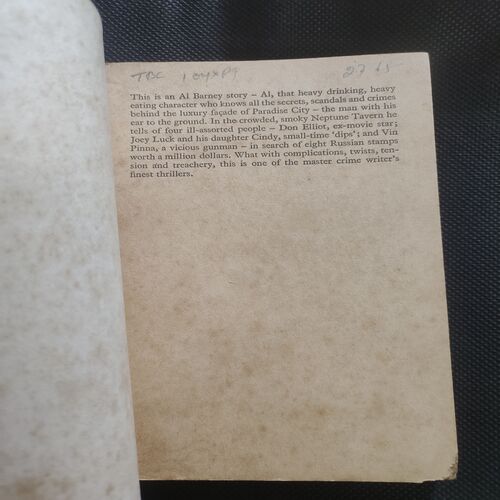 This is an Al Barney story – Al, that heavy drinking, heavy
eating character who knows all the secrets, scandals and crimes
behind the luxury façade of Paradise City – the man with his
ear to the ground. In the crowded, smoky Neptune Tavern he
tells of four ill-assorted people – Don Elliot, ex-movie star;
Joey Luck and his daughter Cindy, small-time 'dips'; and Vin
Pinna, a vicious gunman – in search of eight Russian stamps
worth a million dollars. What with complications, twists, ten-
sion and treachery, this is one of the master crime writer's
finest thrillers.